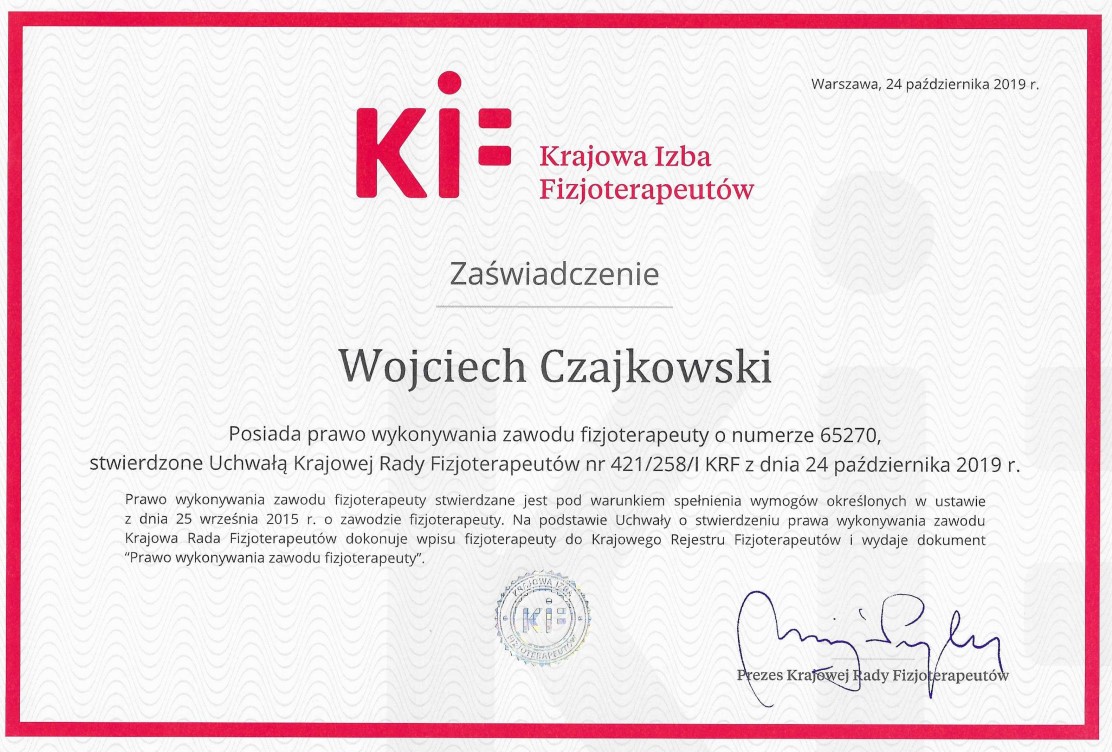 Warszawa, 24 października 2019 r.
KIF
Krajowa Izba
Fizjoterapeutów
Zaświadczenie
Wojciech Czajkowski
Posiada prawo wykonywania zawodu fizjoterapeuty o numerze 65270,
stwierdzone Uchwałą Krajowej Rady Fizjoterapeutów nr 421/258/I KRF z dnia 24 października 2019 r.
Prawo wykonywania zawodu fizjoterapeuty stwierdzane jest pod warunkiem spełnienia wymogów określonych w ustawie
z dnia 25 września 2015 r. o zawodzie fizjoterapeuty. Na podstawie Uchwały o stwierdzeniu prawa wykonywania zawodu
Krajowa Rada Fizjoterapeutów dokonuje wpisu fizjoterapeuty do Krajowego Rejestru Fizjoterapeutów i wydaje dokument
"Prawo wykonywania zawodu fizjoterapeuty".
KRAJOWA IZBA
KIF
FIZJOTERAPEUTÓW
Prezes Krajowej Rady Fizjoterapeutów